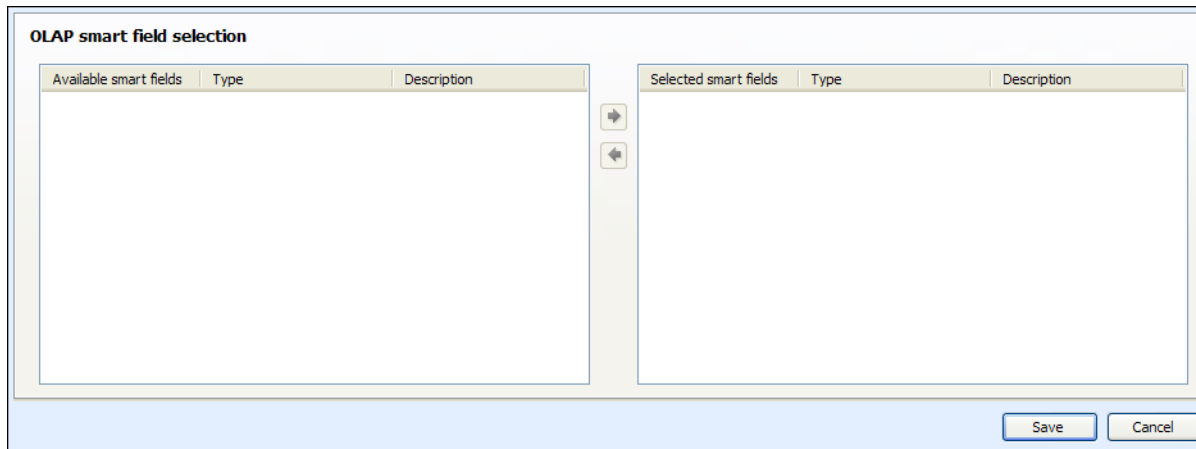 OLAP smart field selection
Available smart fields Type Description
Selected smart fields Type Description
Save Cancel